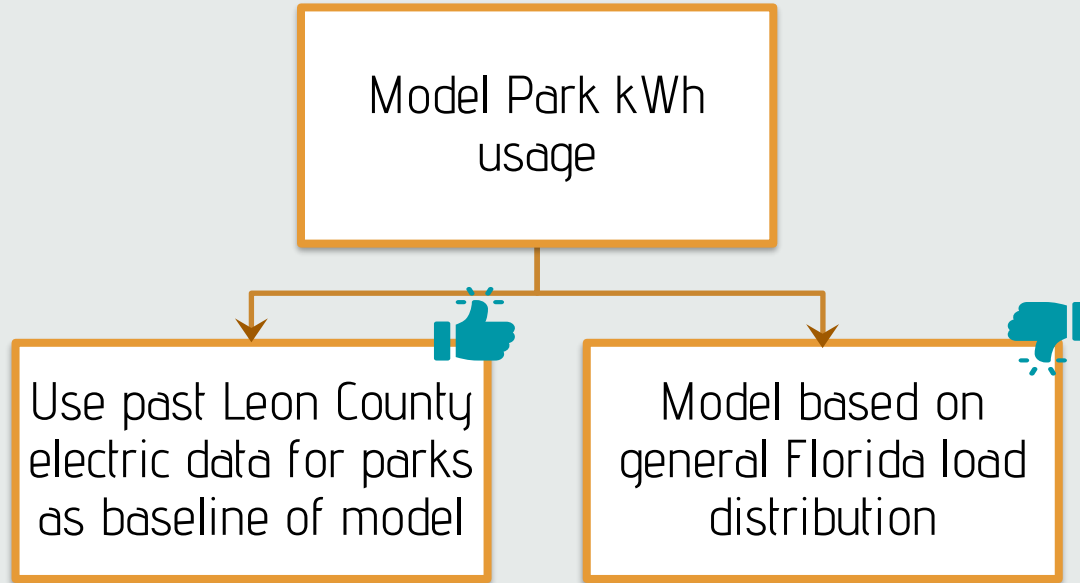 Model Park kWh
usage
Use past Leon County
electric data for parks
as baseline of model
Model based on
general Florida load
distribution